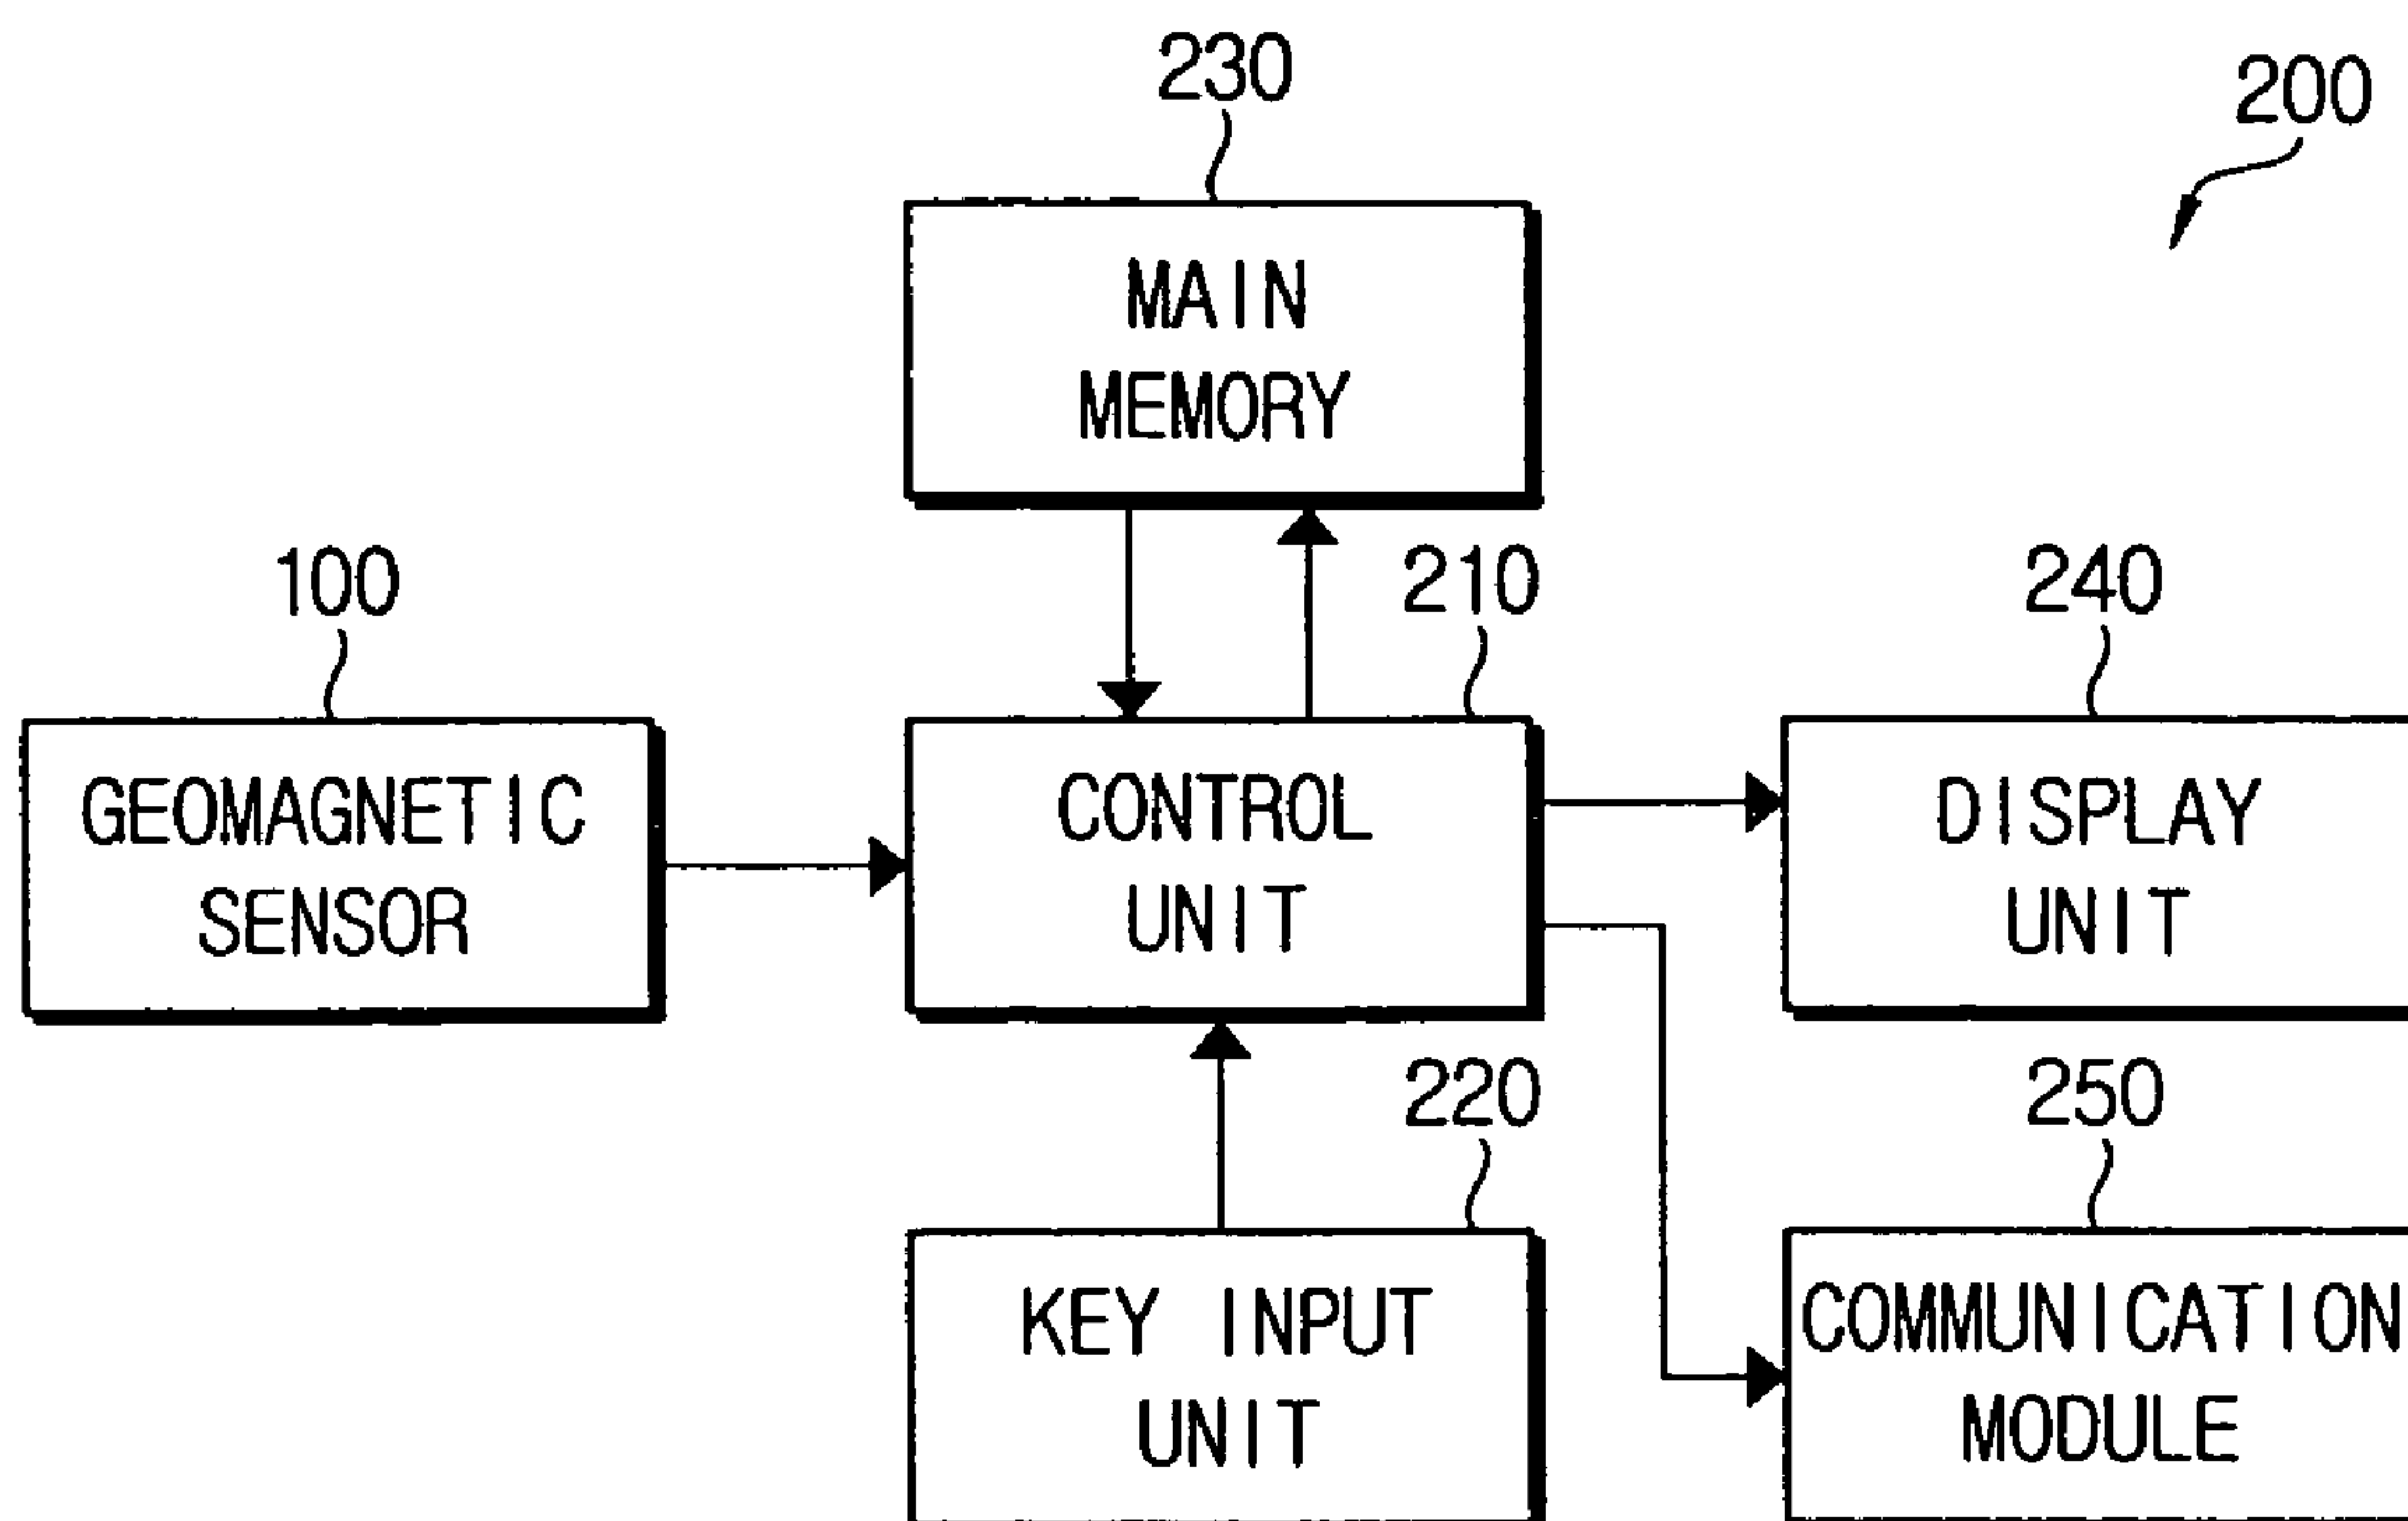 230
200
MAIN
MEMORY
100
210
240
GEOMAGNETIC
SENSOR
CONTROL
UNIT
DISPLAY
UNIT
220
250
KEY INPUT
UNIT
COMMUNICATION
MODULE